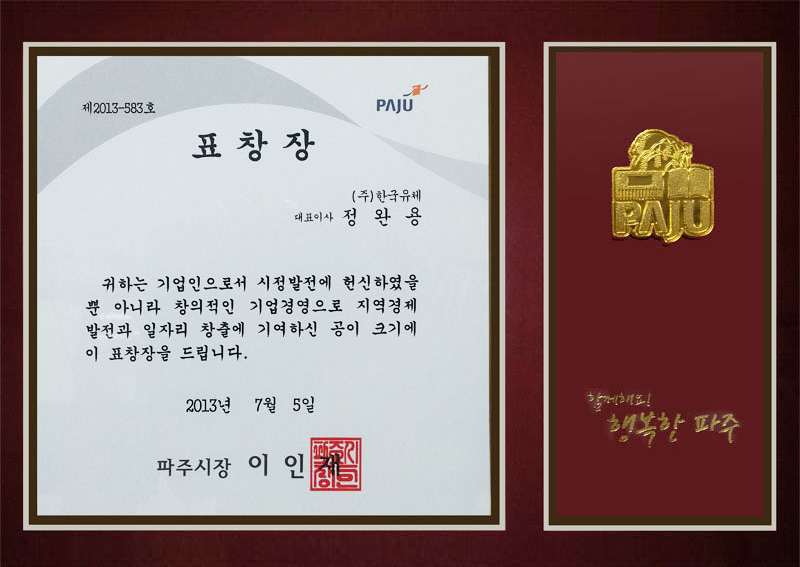 제2013-583호
PAJU
표창장
(주)한국유체
대표이사 정완용
귀하는 기업인으로서 시정발전에 헌신하였을
뿐 아니라 창의적인 기업경영으로 지역경제
발전과 일자리 창출에 기여하신 공이 크기에
이 표창장을 드립니다.
2013년 7월 5일
파주시장 이인재
PAJU
함께해요!
행복한 파주